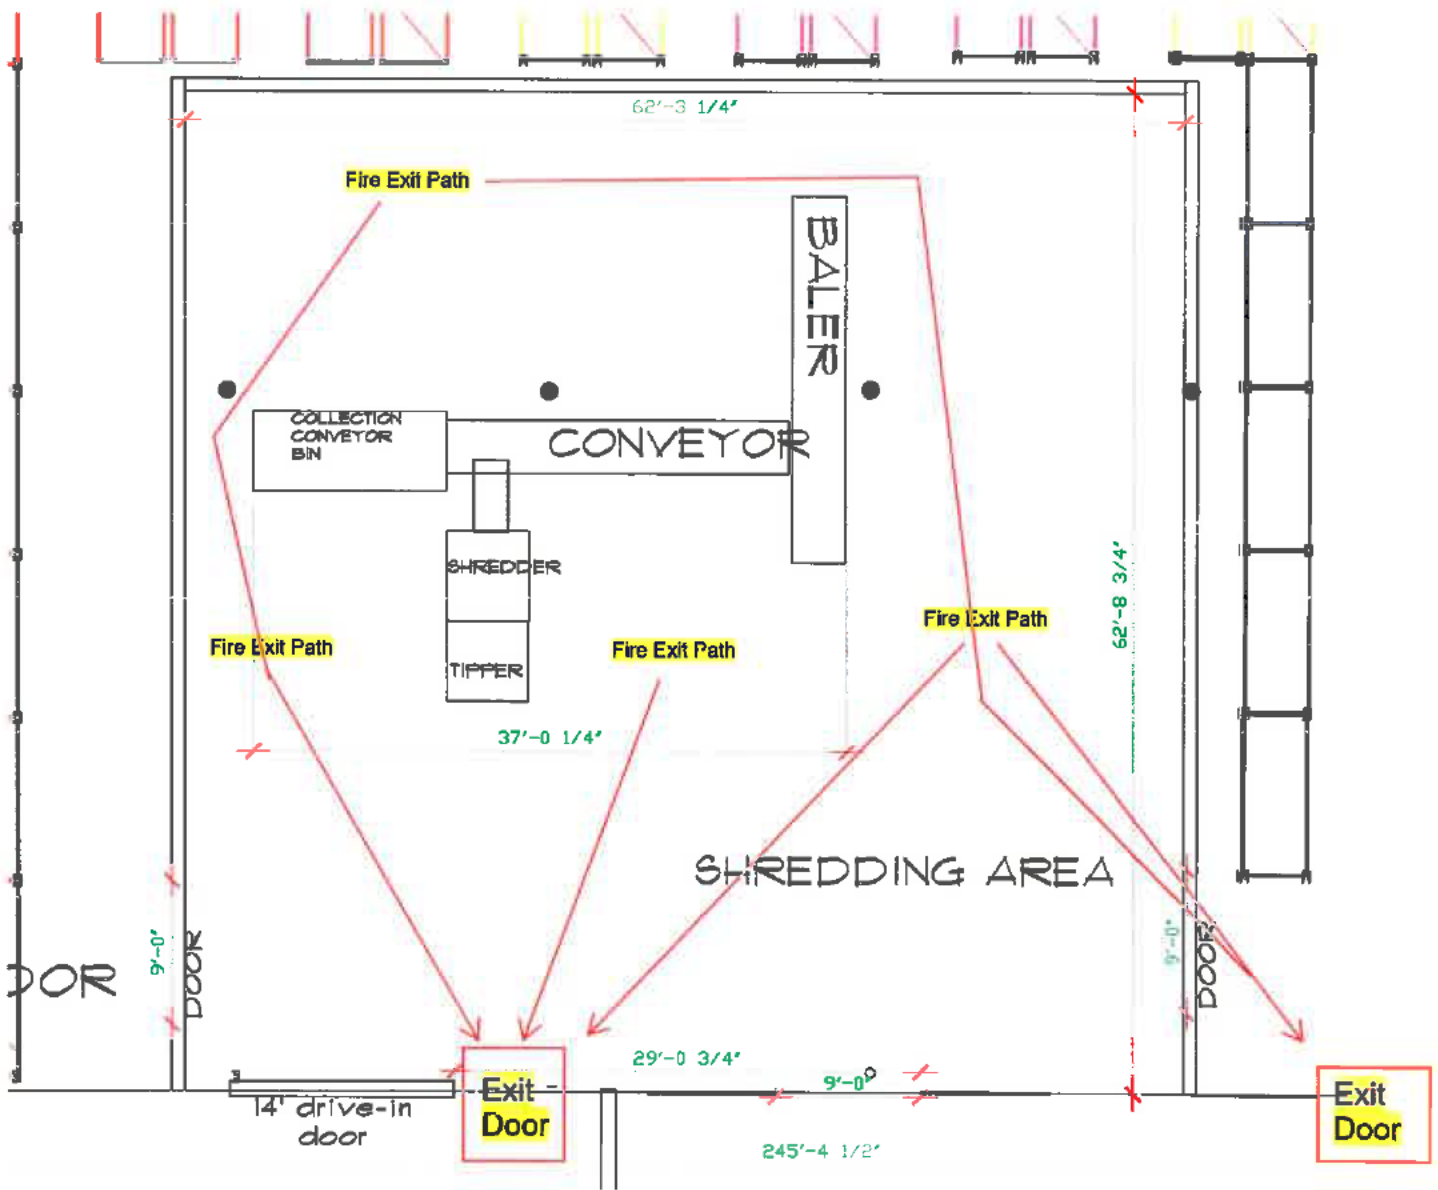 62'-3 1/4"
Fire Exit Path
BALER
COLLECTION
CONVEYOR
BIN
CONVEYOR
SHREDDER
TIPPER
62'-8 3/4"
Fire Exit Path
Fire Exit Path
Fire Exit Path
37'-0 1/4"
SHREDDING AREA
9'-0"
DOOR
OOR
9'-0"
DOOR
29'-0 3/4"
9'-0"
14' drive-in
door
Exit
Door
Exit
Door
245'-4 1/2"